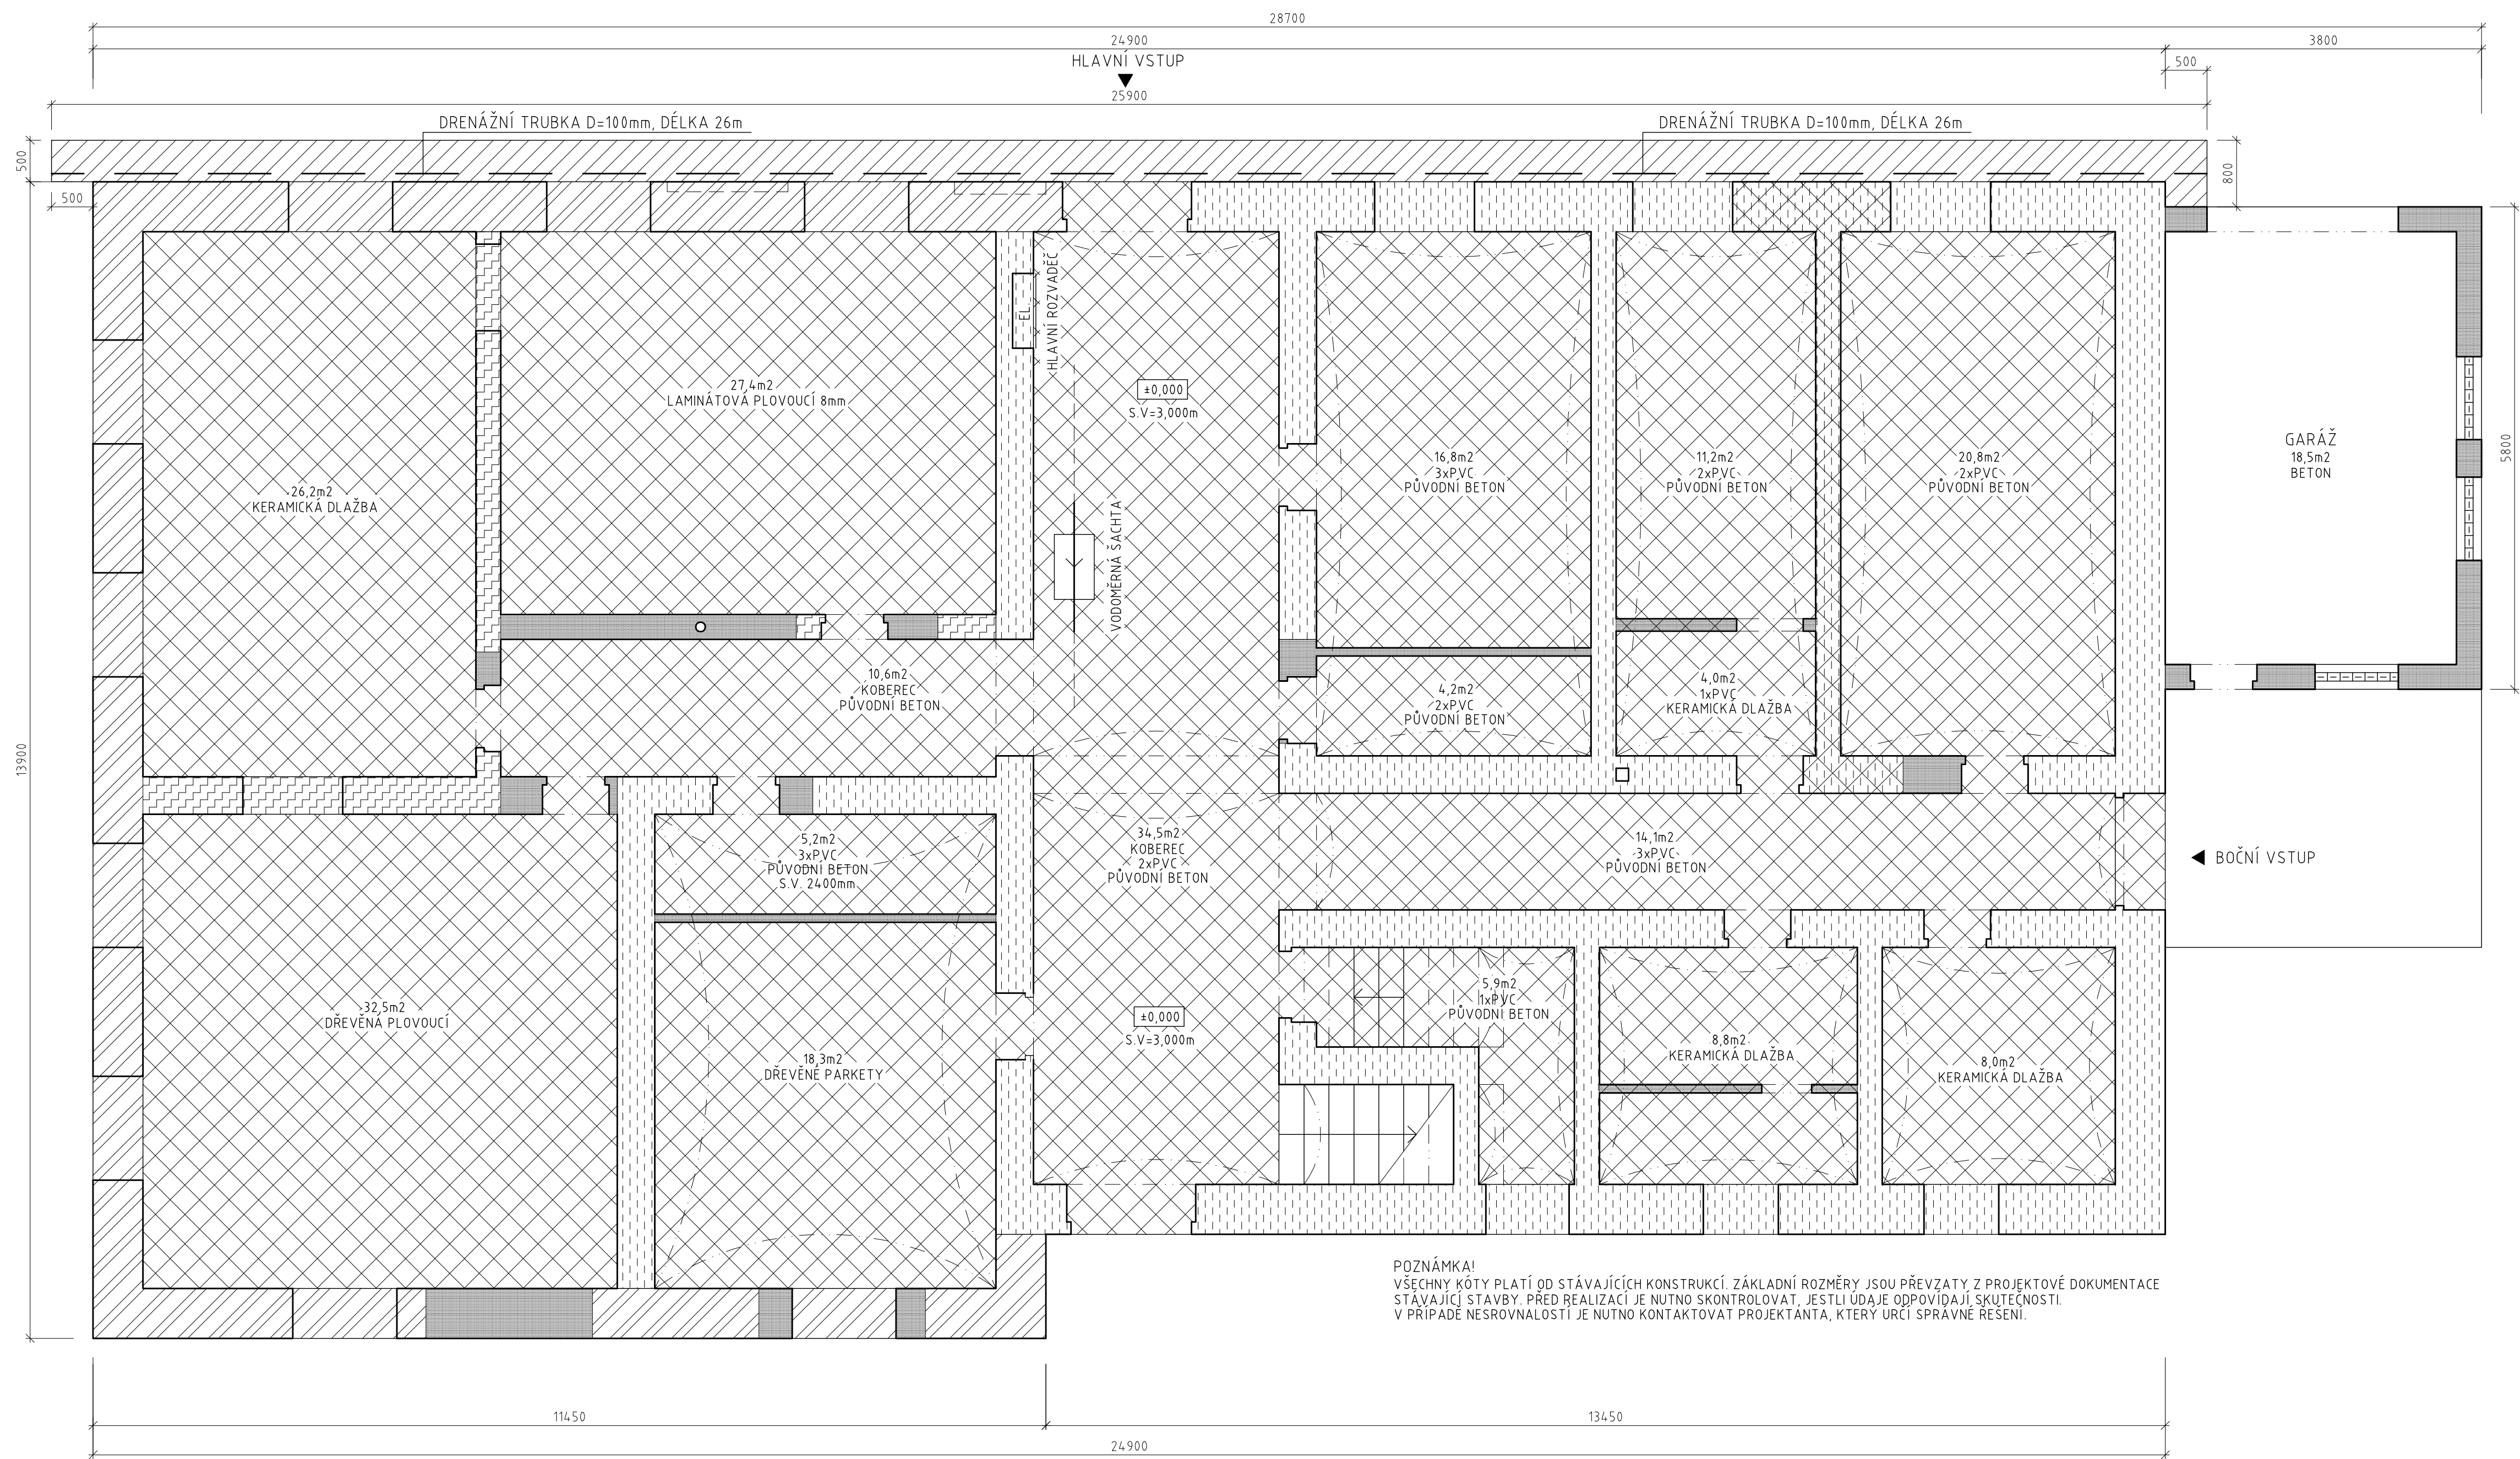 28700
24900
3800
HLAVNÍ VSTUP
500
25900
DRENÁŽNÍ TRUBKA D=100mm, DÉLKA 26m
DRENÁŽNÍ TRUBKA D=100mm, DÉLKA 26m
500
800
500
EL.
HLAVNÍ ROZVADĚČ
27,4m2
LAMINÁTOVÁ PLOVOUCÍ 8mm
±0,000
S.V=3,000m
16,8m2
3xPVC
PŮVODNÍ BETON
11,2m2
2xPVC
PŮVODNÍ BETON
20,8m2
2xPVC
PŮVODNÍ BETON
GARÁŽ
18,5m2
BETON
5800
26,2m2
KERAMICKÁ DLAŽBA
VODOMĚRNÁ ŠACHTA
10,6m2
KOBEREC
PŮVODNÍ BETON
4,2m2
2xPVC
PŮVODNÍ BETON
4,0m2
1xPVC
KERAMICKÁ DLAŽBA
13900
5,2m2
3xPVC
PŮVODNÍ BETON
S.V. 2400mm
34,5m2
KOBEREC
2xPVC
PŮVODNÍ BETON
14,1m2
3xPVC
PŮVODNÍ BETON
BOČNÍ VSTUP
32,5m2
DŘEVĚNÁ PLOVOUCÍ
18,3m2
DŘEVĚNÉ PARKETY
±0,000
S.V=3,000m
5,9m2
1xPVC
PŮVODNÍ BETON
8,8m2
KERAMICKÁ DLAŽBA
8,0m2
KERAMICKÁ DLAŽBA
POZNÁMKA!
VŠECHNY KÓTY PLATÍ OD STÁVAJÍCÍCH KONSTRUKCÍ. ZÁKLADNÍ ROZMĚRY JSOU PŘEVZATY Z PROJEKTOVÉ DOKUMENTACE
STÁVAJÍCÍ STAVBY. PŘED REALIZACÍ JE NUTNO SKONTROLOVAT, JESTLI ÚDAJE ODPOVÍDAJÍ SKUTEČNOSTI.
V PŘÍPADĚ NESROVNALOSTÍ JE NUTNO KONTAKTOVAT PROJEKTANTA, KTERÝ URČÍ SPRÁVNÉ ŘEŠENÍ.
11450
13450
24900